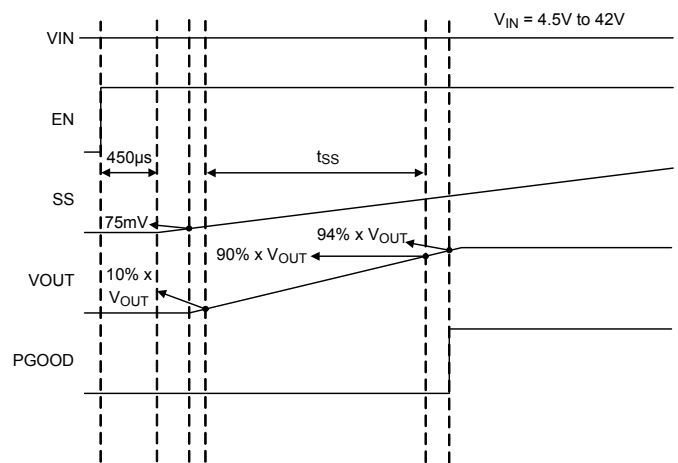 V_IN = 4.5V to 42V
VIN
EN
450µs
t_SS
SS
75mV
94% x V_OUT
90% x V_OUT
VOUT
10% x
V_OUT
PGOOD